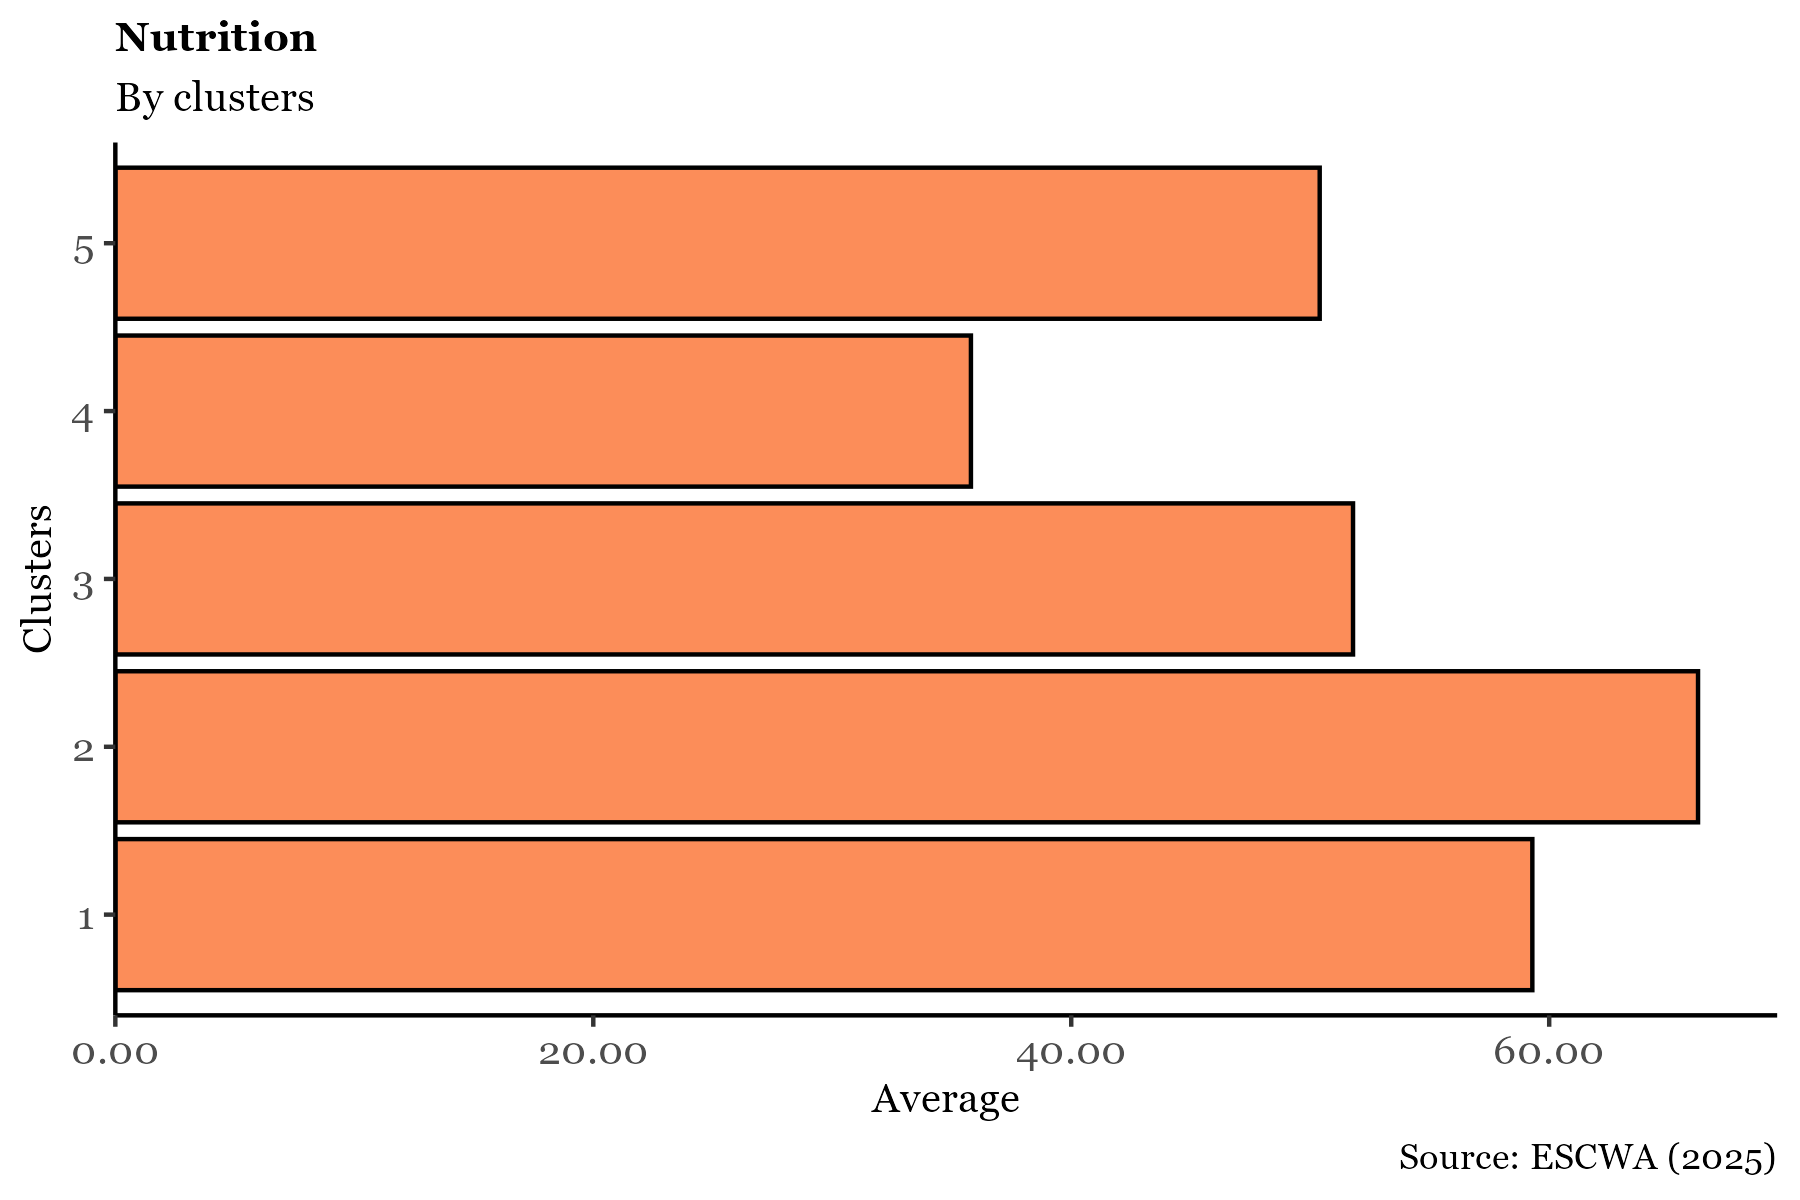 Nutrition
By clusters
Clusters
5
4
3
2
1
0.00 20.00 40.00 60.00
Average
Source: ESCWA (2025)